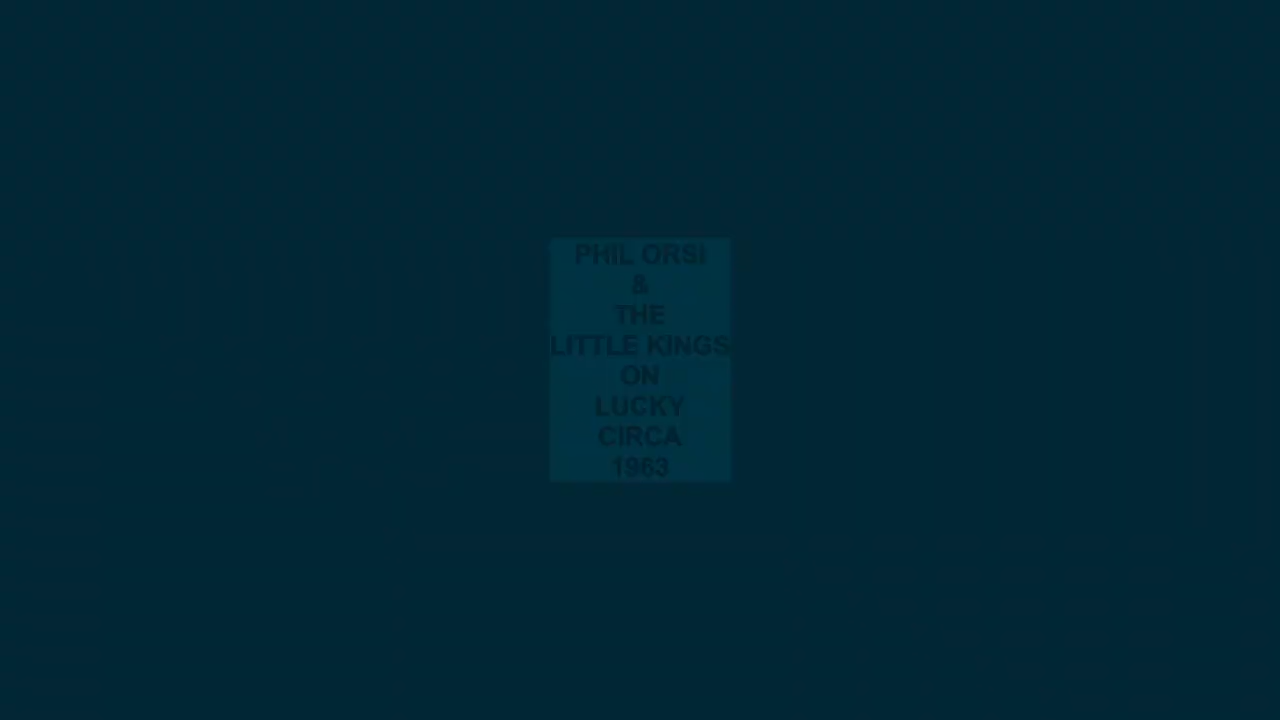 PHIL ORSI
&
THE
LITTLE KINGS
ON
LUCKY
CIRCA
1963